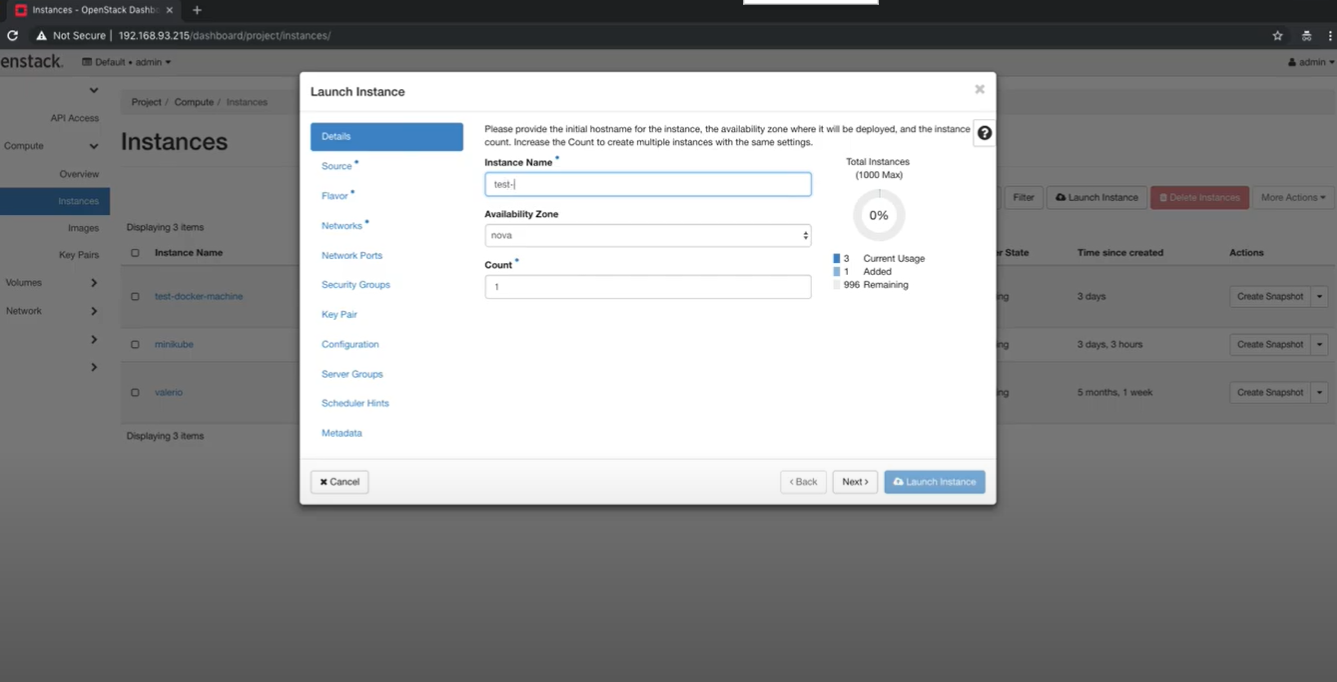 Instances - OpenStack Dashb
Not Secure | 192.168.93.215/dashboard/project/instances/
enstack. Default • admin
admin
API Access
Compute
Overview
Instances
Images
Key Pairs
Volumes
Network
Project / Compute / Instances
Instances
Filter
Launch Instance
Delete Instances
More Actions
Displaying 3 items
Instance Name
r State
Time since created
Actions
test-docker-machine
ing
3 days
Create Snapshot
minikube
ing
3 days, 3 hours
Create Snapshot
valerio
ing
5 months, 1 week
Create Snapshot
Displaying 3 items
Launch Instance
Details
Source *
Flavor *
Networks *
Network Ports
Security Groups
Key Pair
Configuration
Server Groups
Scheduler Hints
Metadata
Please provide the initial hostname for the instance, the availability zone where it will be deployed, and the instance
count. Increase the Count to create multiple instances with the same settings.
Instance Name *
test-
Availability Zone
nova
Count *
1
Total Instances
(1000 Max)
0%
3 Current Usage
1 Added
996 Remaining
Cancel
‹ Back
Next ›
Launch Instance